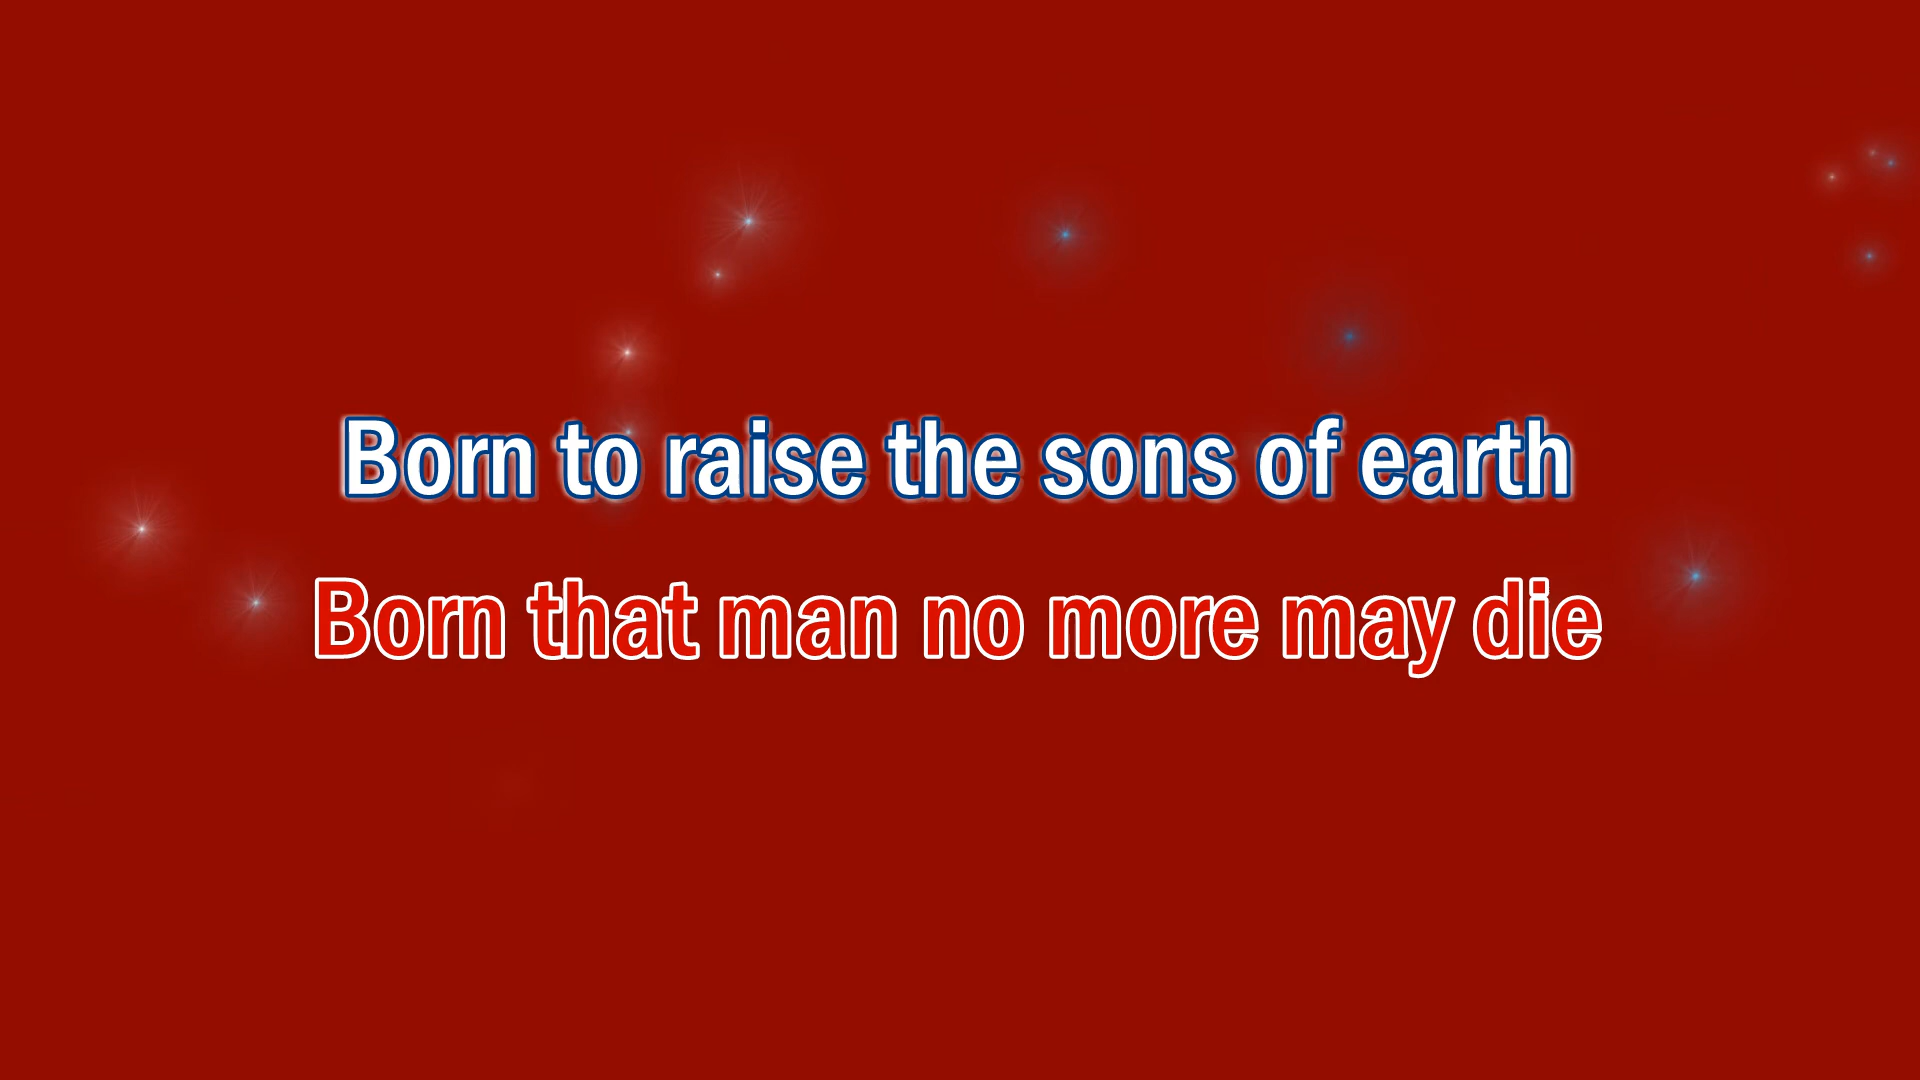 Born to raise the sons of earth
Born that man no more may die